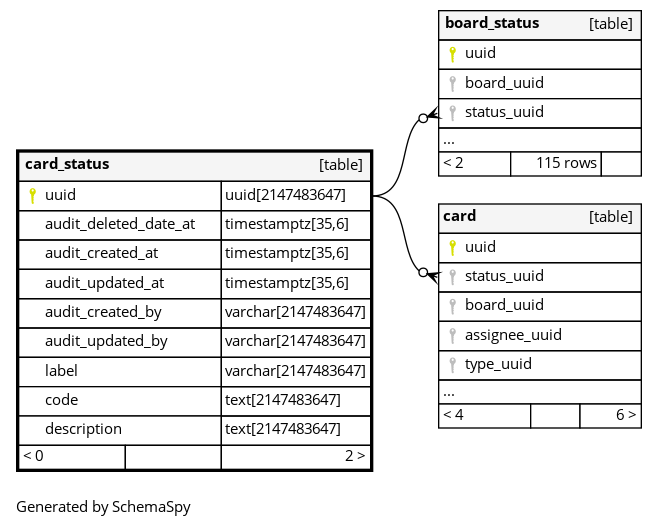 board_status [table]
uuid
board_uuid
status_uuid
...
< 2 115 rows
card_status [table]
uuid uuid[2147483647]
audit_deleted_date_at timestamptz[35,6]
audit_created_at timestamptz[35,6]
audit_updated_at timestamptz[35,6]
audit_created_by varchar[2147483647]
audit_updated_by varchar[2147483647]
label varchar[2147483647]
code text[2147483647]
description text[2147483647]
< 0 2 >
card [table]
uuid
status_uuid
board_uuid
assignee_uuid
type_uuid
...
< 4 6 >
Generated by SchemaSpy